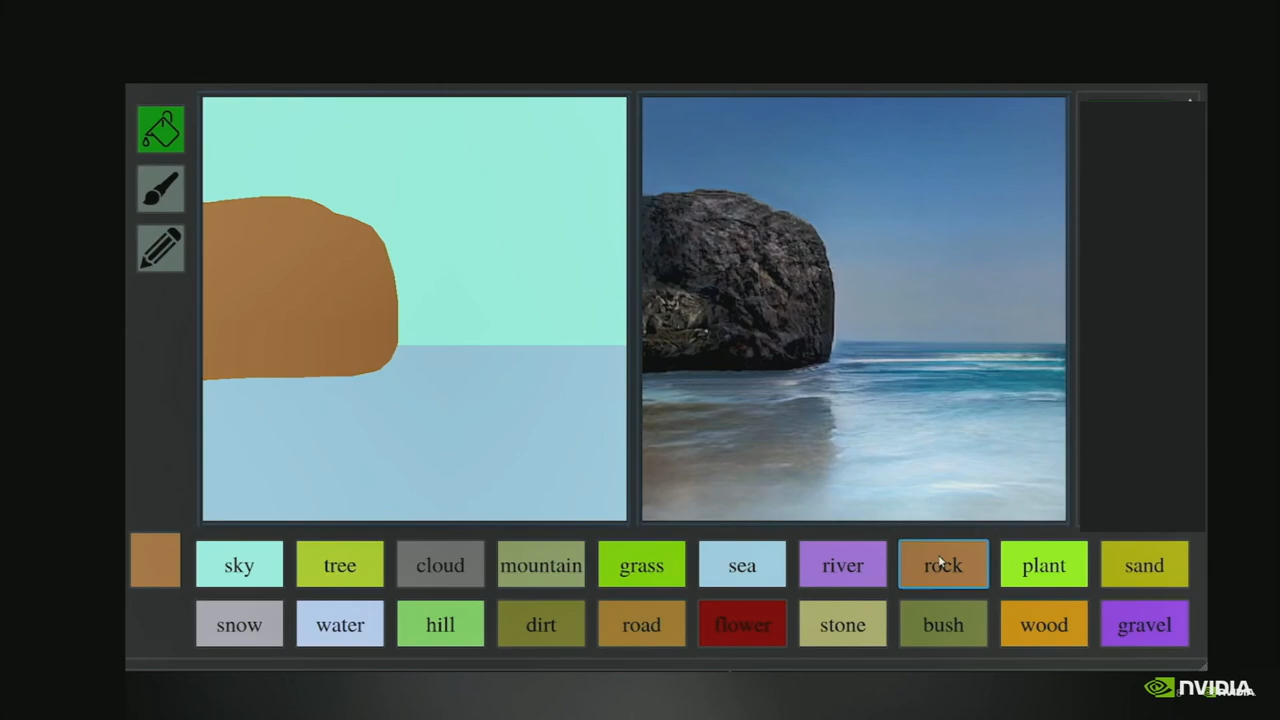 sky tree cloud mountain grass sea river rock plant sand
snow water hill dirt road flower stone bush wood gravel
NVIDIA
NVIDIA.